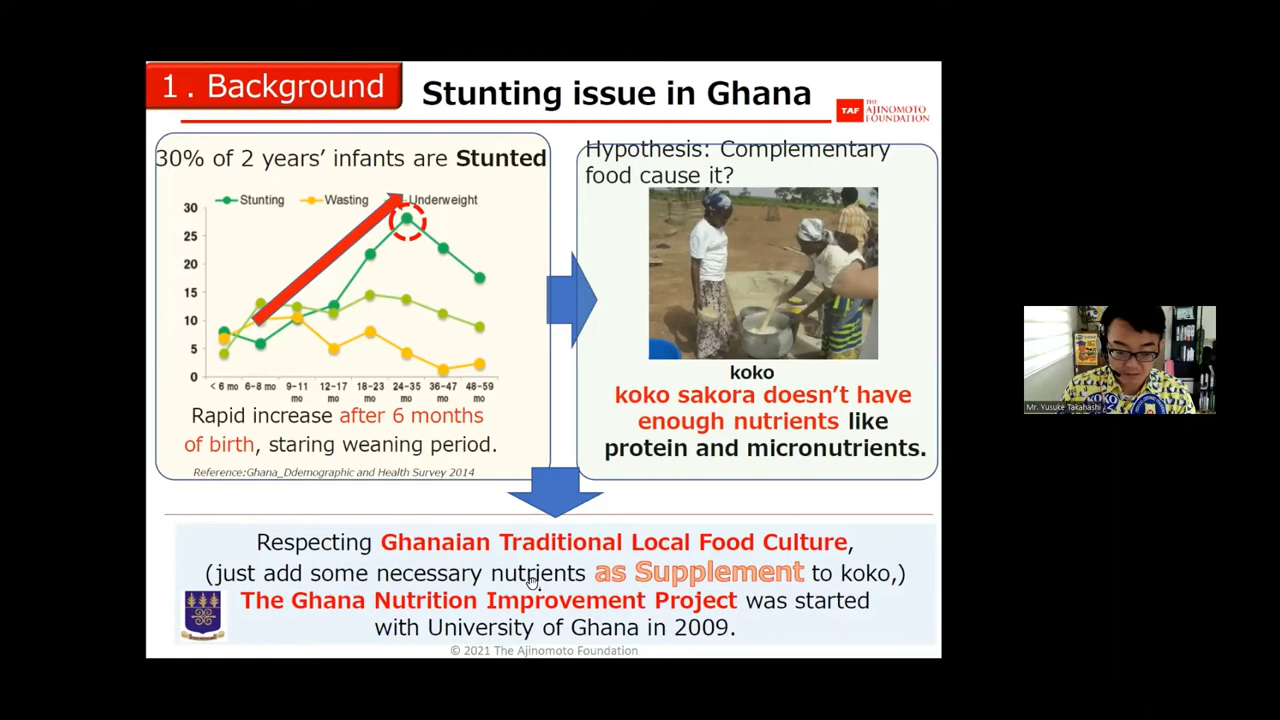 1. Background
Stunting issue in Ghana
TAF
THE
AJINOMOTO
FOUNDATION
30% of 2 years' infants are Stunted
Stunting
Wasting
Underweight
30
25
20
15
10
5
0
< 6 mo
6-8 mo
9-11
mo
12-17
mo
18-23
mo
24-35
mo
36-47
mo
48-59
mo
Rapid increase after 6 months
of birth, staring weaning period.
Reference:Ghana_Ddemographic and Health Survey 2014
Hypothesis: Complementary
food cause it?
koko
koko sakora doesn't have
enough nutrients like
protein and micronutrients.
Respecting Ghanaian Traditional Local Food Culture,
(just add some necessary nutrients as Supplement to koko,)
The Ghana Nutrition Improvement Project was started
with University of Ghana in 2009.
© 2021 The Ajinomoto Foundation
KOKO
Mr. Yusuke Takahashi